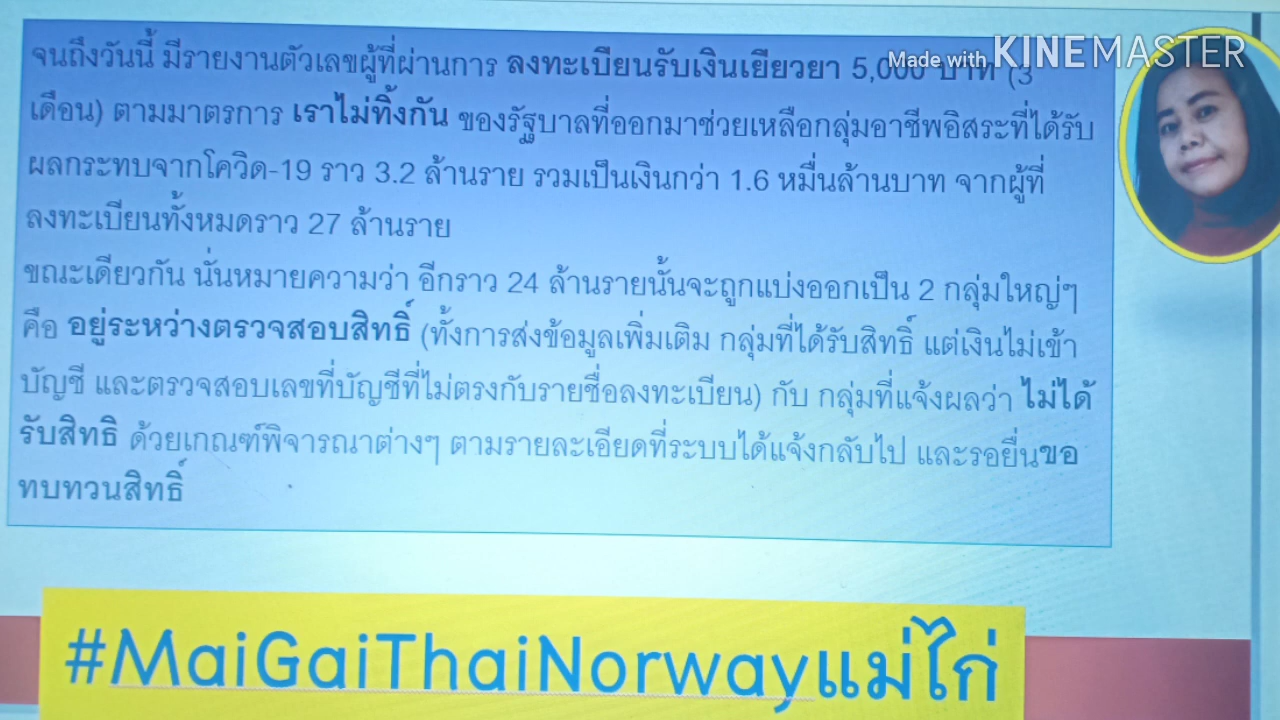 Made with KINEMASTER
จนถึงวันนี้ มีรายงานตัวเลขผู้ที่ผ่านการ ลงทะเบียนรับเงินเยียวยา 5,000 บาท (3
เดือน) ตามมาตรการ เราไม่ทิ้งกัน ของรัฐบาลที่ออกมาช่วยเหลือกลุ่มอาชีพอิสระที่ได้รับ
ผลกระทบจากโควิด-19 ราว 3.2 ล้านราย รวมเป็นเงินกว่า 1.6 หมื่นล้านบาท จากผู้ที่
ลงทะเบียนทั้งหมดราว 27 ล้านราย
ขณะเดียวกัน นั่นหมายความว่า อีกราว 24 ล้านรายนั้นจะถูกแบ่งออกเป็น 2 กลุ่มใหญ่ๆ
คือ อยู่ระหว่างตรวจสอบสิทธิ์ (ทั้งการส่งข้อมูลเพิ่มเติม กลุ่มที่ได้รับสิทธิ์ แต่เงินไม่เข้า
บัญชี และตรวจสอบเลขที่บัญชีที่ไม่ตรงกับรายชื่อลงทะเบียน) กับ กลุ่มที่แจ้งผลว่า ไม่ได้
รับสิทธิ ด้วยเกณฑ์พิจารณาต่างๆ ตามรายละเอียดที่ระบบได้แจ้งกลับไป และรอยื่นขอ
ทบทวนสิทธิ์
#MaiGaiThaiNorwayแม่ไก่